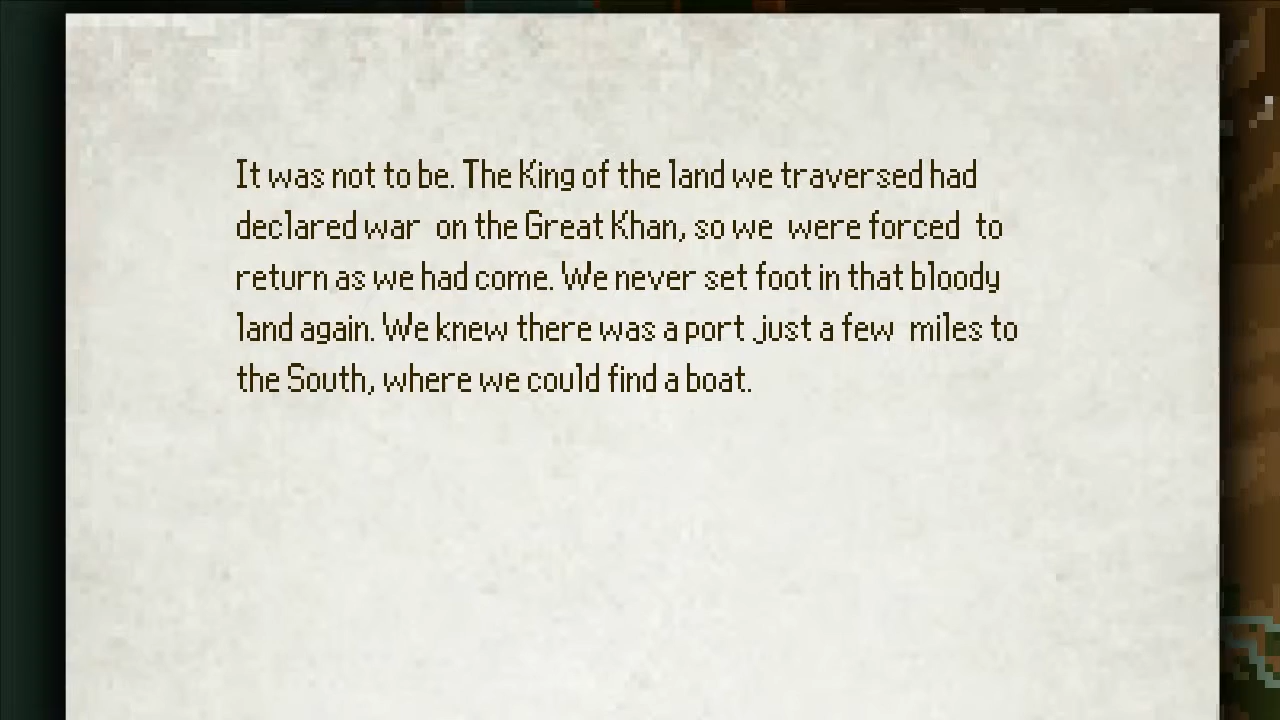 It was not to be. The King of the land we traversed had
declared war on the Great Khan, so we were forced to
return as we had come. We never set foot in that bloody
land again. We knew there was a port just a few miles to
the South, where we could find a boat.